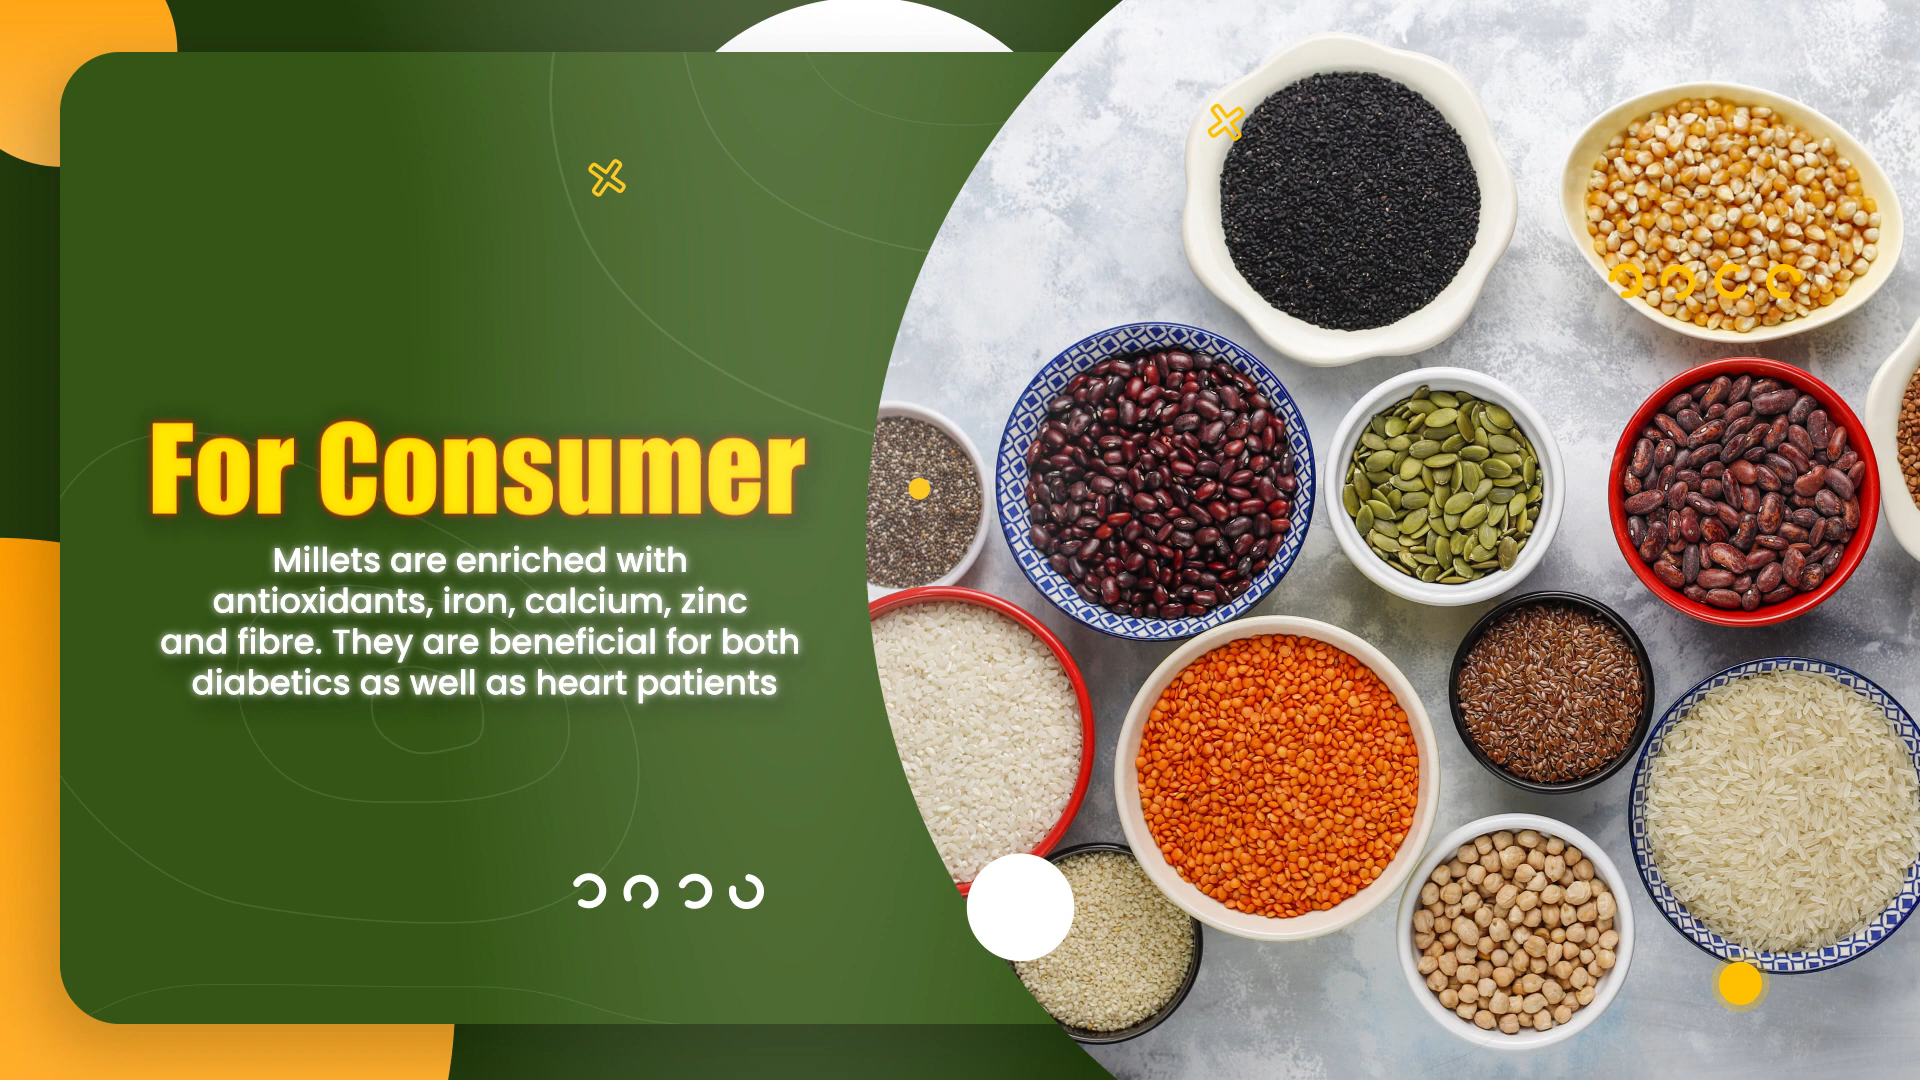 For Consumer
Millets are enriched with
antioxidants, iron, calcium, zinc
and fibre. They are beneficial for both
diabetics as well as heart patients